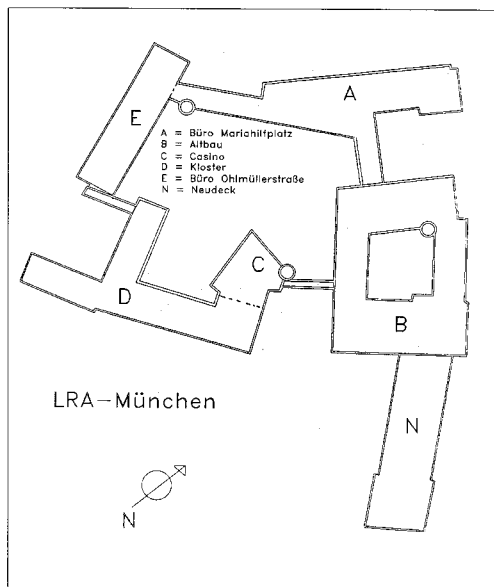 A
E
A = Büro Mariahilfplatz
B = Altbau
C = Casino
D = Kloster
E = Büro Ohlmüllerstraße
N = Neudeck
C
D
B
LRA–München
N
N